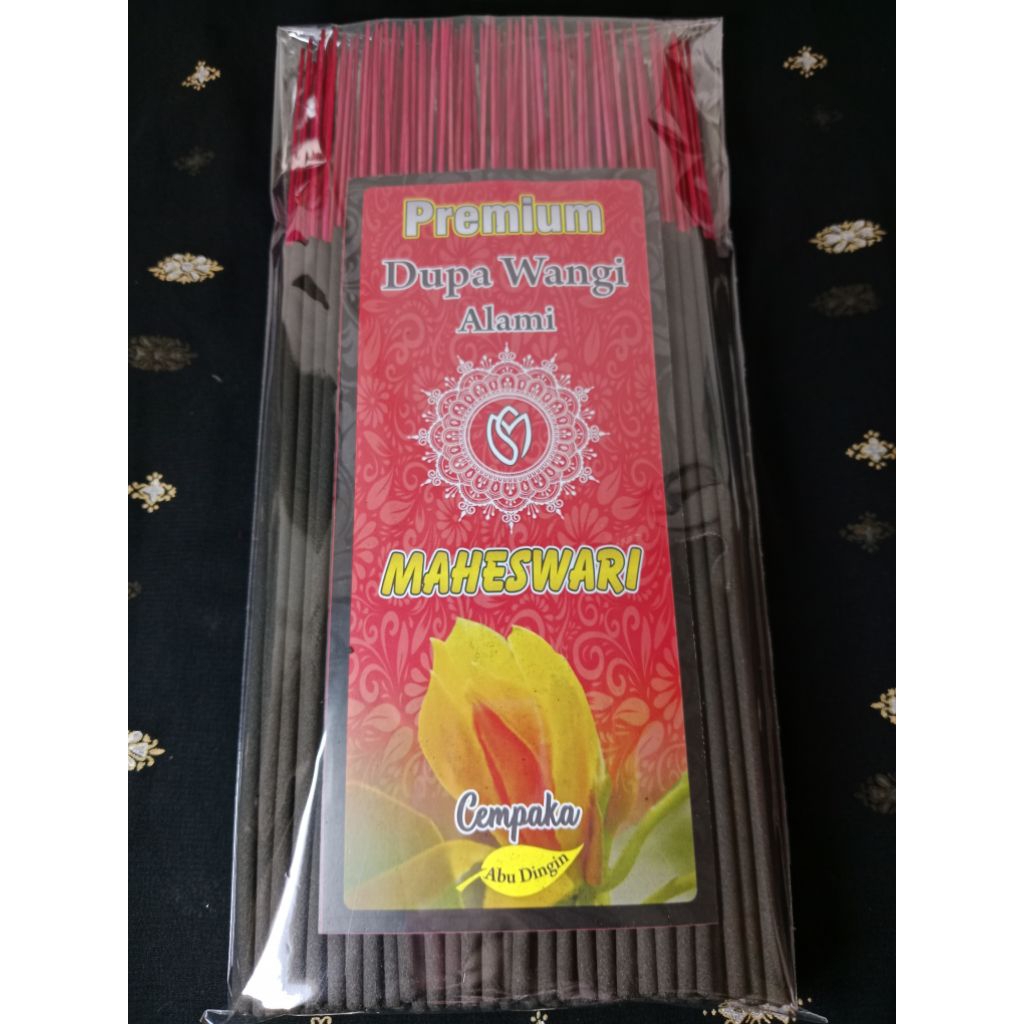 Premium
Dupa Wangi
Alami
MAHESWARI
Cempaka
Abu Dingin